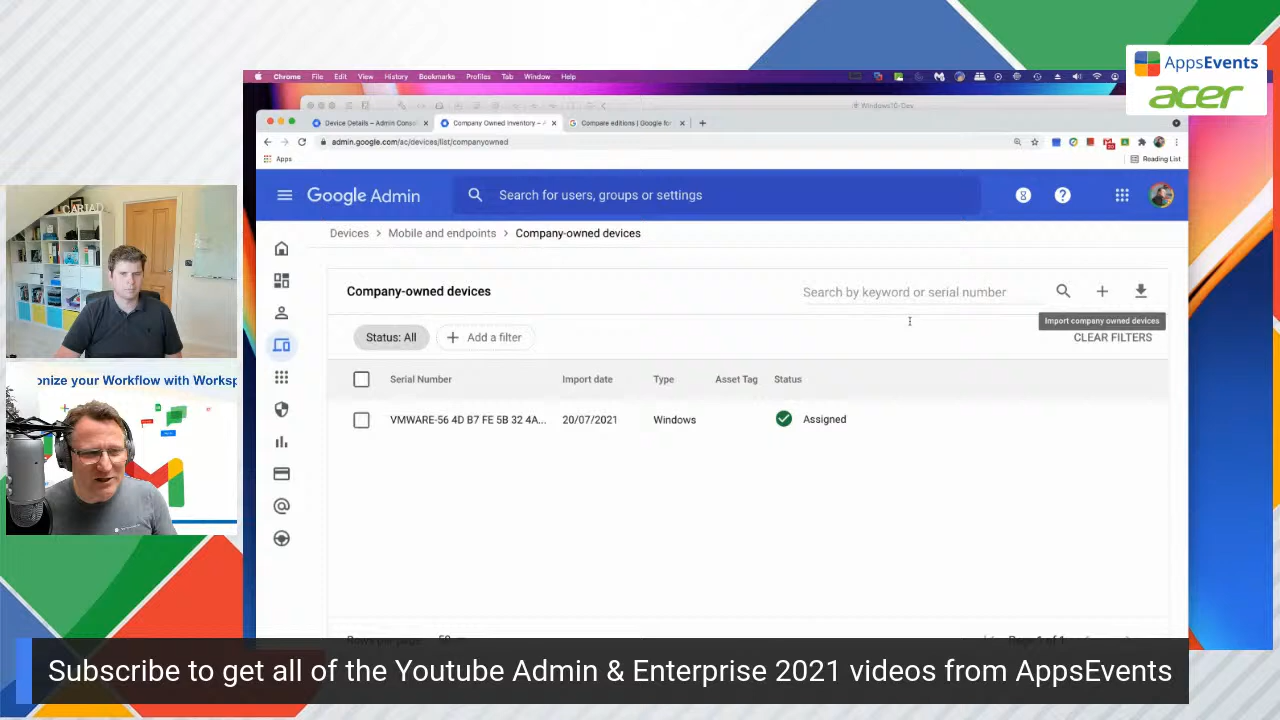 AppsEvents
acer
Chrome File Edit View History Bookmarks Profiles Tab Window Help
Windows10-Dev
Device Details – Admin Consol
Company Owned Inventory – A
Compare editions | Google for
admin.google.com/ac/devices/list/companyowned
Apps
Reading List
Google Admin
Search for users, groups or settings
Devices > Mobile and endpoints > Company-owned devices
Company-owned devices
Search by keyword or serial number
Import company owned devices
Status: All
Add a filter
CLEAR FILTERS
Serial Number Import date Type Asset Tag Status
VMWARE-56 4D B7 FE 5B 32 4A... 20/07/2021 Windows Assigned
CARIAD
onize your Workflow with Worksp
Subscribe to get all of the Youtube Admin & Enterprise 2021 videos from AppsEvents